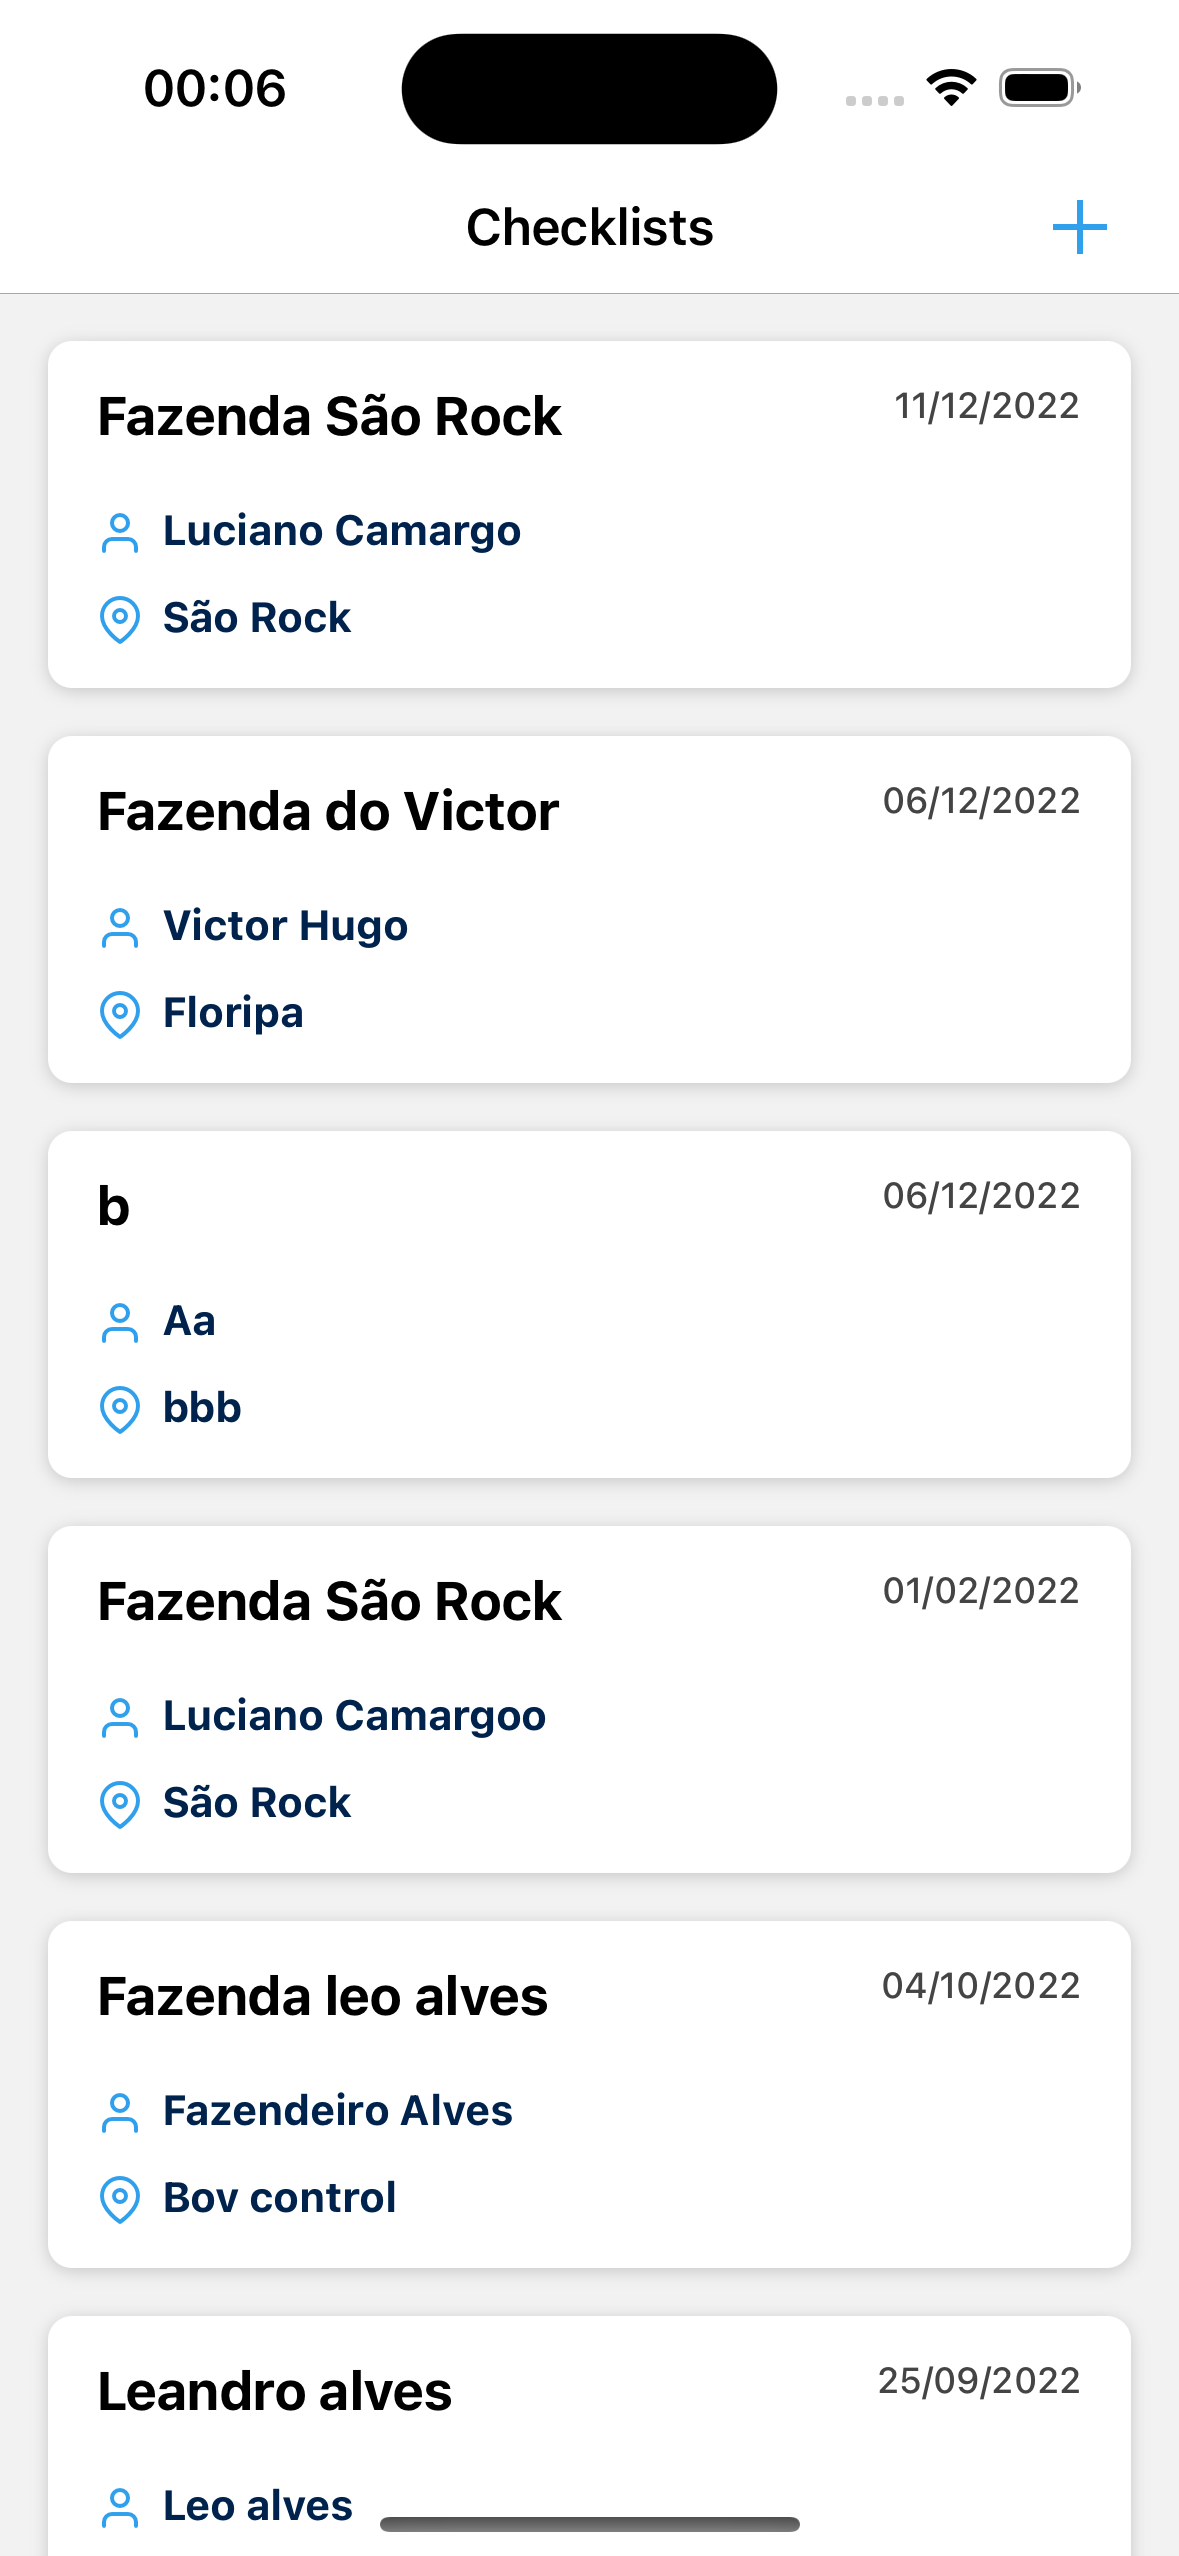 00:06
Checklists
Fazenda São Rock
11/12/2022
Luciano Camargo
São Rock
Fazenda do Victor
06/12/2022
Victor Hugo
Floripa
b
06/12/2022
Aa
bbb
Fazenda São Rock
01/02/2022
Luciano Camargoo
São Rock
Fazenda leo alves
04/10/2022
Fazendeiro Alves
Bov control
Leandro alves
25/09/2022
Leo alves